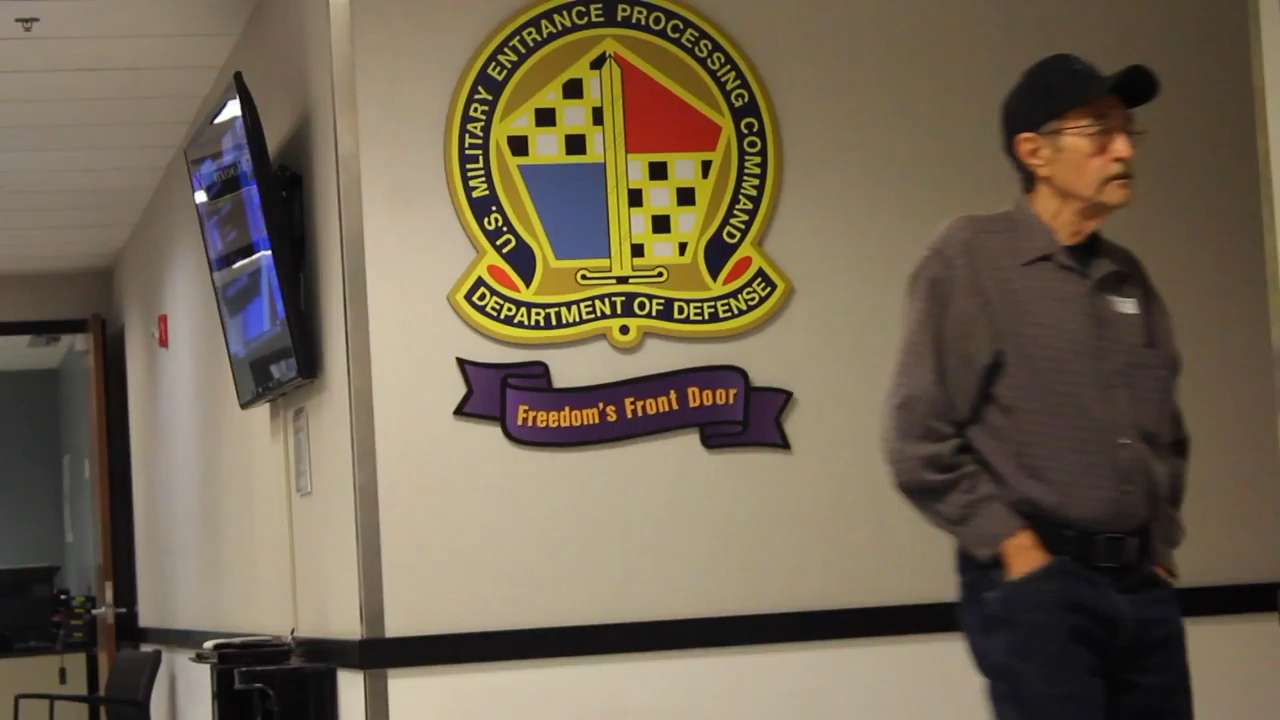 U.S. MILITARY ENTRANCE PROCESSING COMMAND
DEPARTMENT OF DEFENSE
Freedom's Front Door